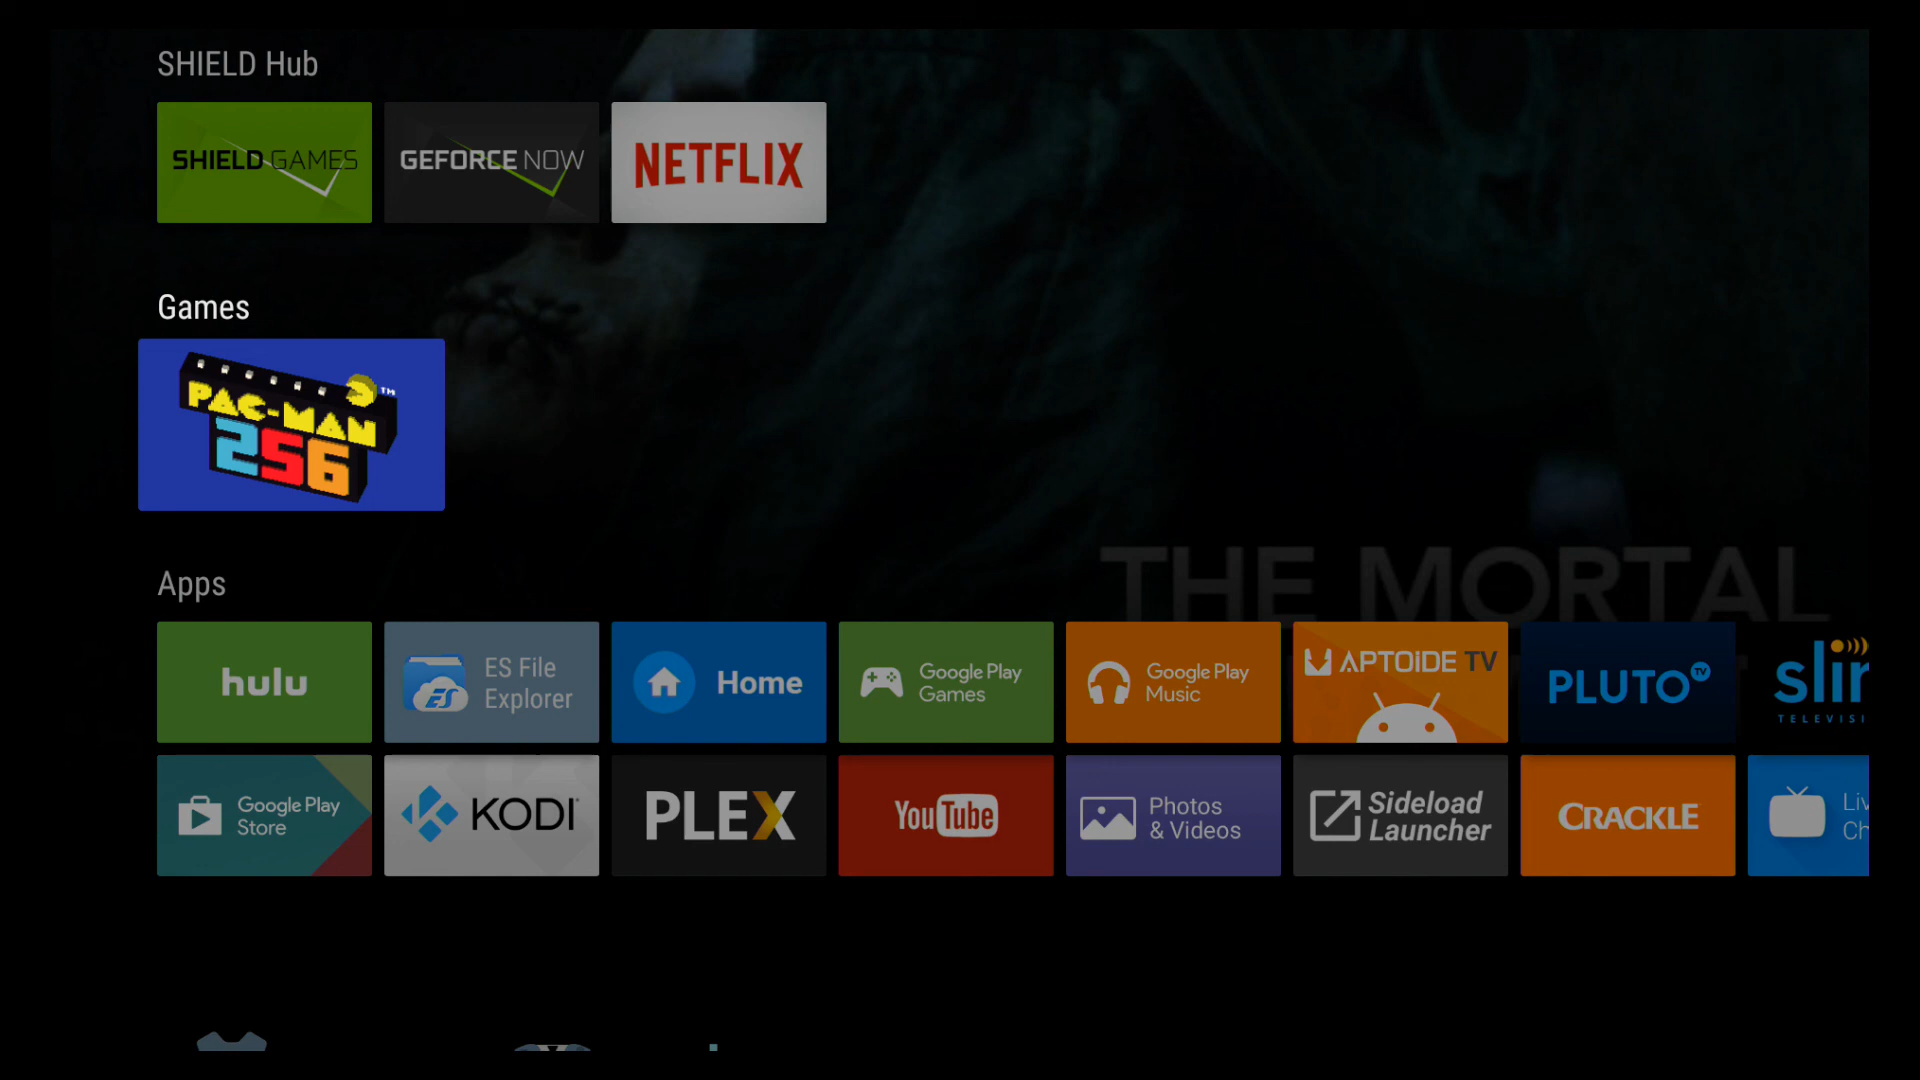 SHIELD Hub
SHIELD GAMES
GEFORCE NOW
NETFLIX
Games
PAC-MAN™
256
Apps
THE MORTAL
hulu
ES File
Explorer
Home
Google Play
Games
Google Play
Music
APTOIDE TV
PLUTO TV
Google Play
Store
KODI
PLEX
YouTube
Photos
& Videos
Sideload
Launcher
CRACKLE